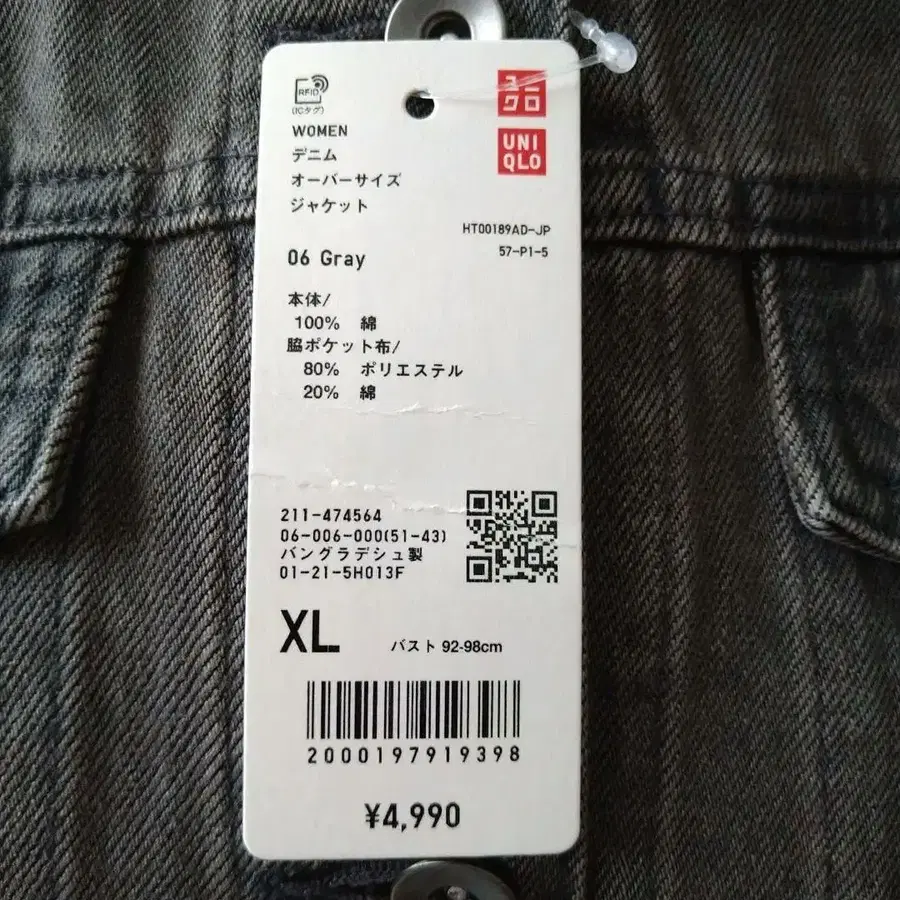 RFID
(ICタグ)
ユニ
クロ
UNI
QLO
WOMEN
デニム
オーバーサイズ
ジャケット
HT00189AD-JP
57-P1-5
06 Gray
本体/
100% 綿
脇ポケット布/
80% ポリエステル
20% 綿
211-474564
06-006-000(51-43)
バングラデシュ製
01-21-5H013F
XL バスト 92-98cm
2000197919398
¥4,990